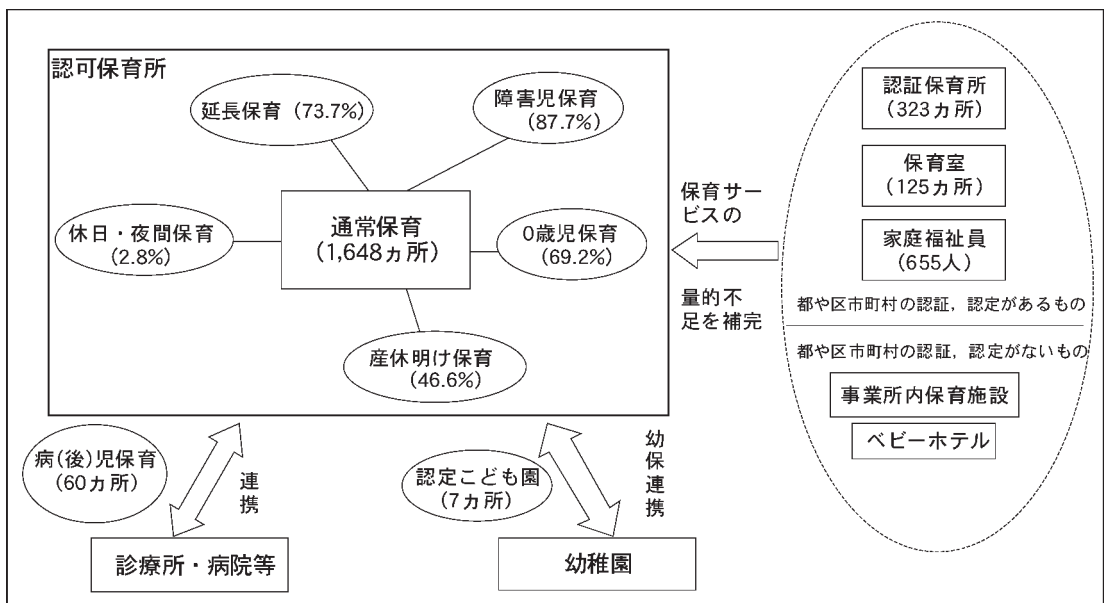 認可保育所
延長保育 (73.7%)
障害児保育
(87.7%)
通常保育
(1,648ヵ所)
休日・夜間保育
(2.8%)
0歳児保育
(69.2%)
産休明け保育
(46.6%)
保育サー
ビスの
量的不
足を補完
認証保育所
(323ヵ所)
保育室
(125ヵ所)
家庭福祉員
(655人)
都や区市町村の認証，認定があるもの
都や区市町村の認証，認定がないもの
事業所内保育施設
ベビーホテル
病(後)児保育
(60ヵ所)
連携
診療所・病院等
認定こども園
(7ヵ所)
幼保連携
幼稚園